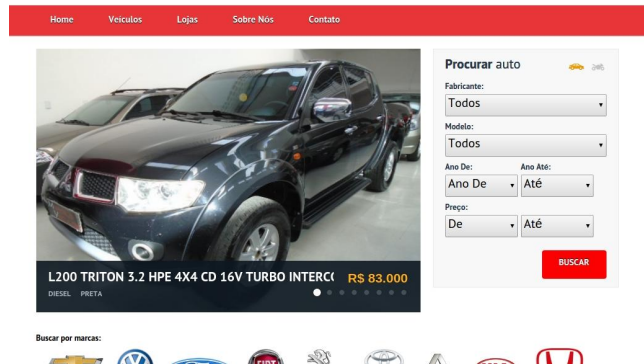 Home Veículos Lojas Sobre Nós Contato
Procurar auto
Fabricante:
Todos
Modelo:
Todos
Ano De: Ano Até:
Ano De Até
Preço:
De Até
BUSCAR
L200 TRITON 3.2 HPE 4X4 CD 16V TURBO INTERC R$ 83.000
DIESEL PRETA
Buscar por marcas:
FIAT